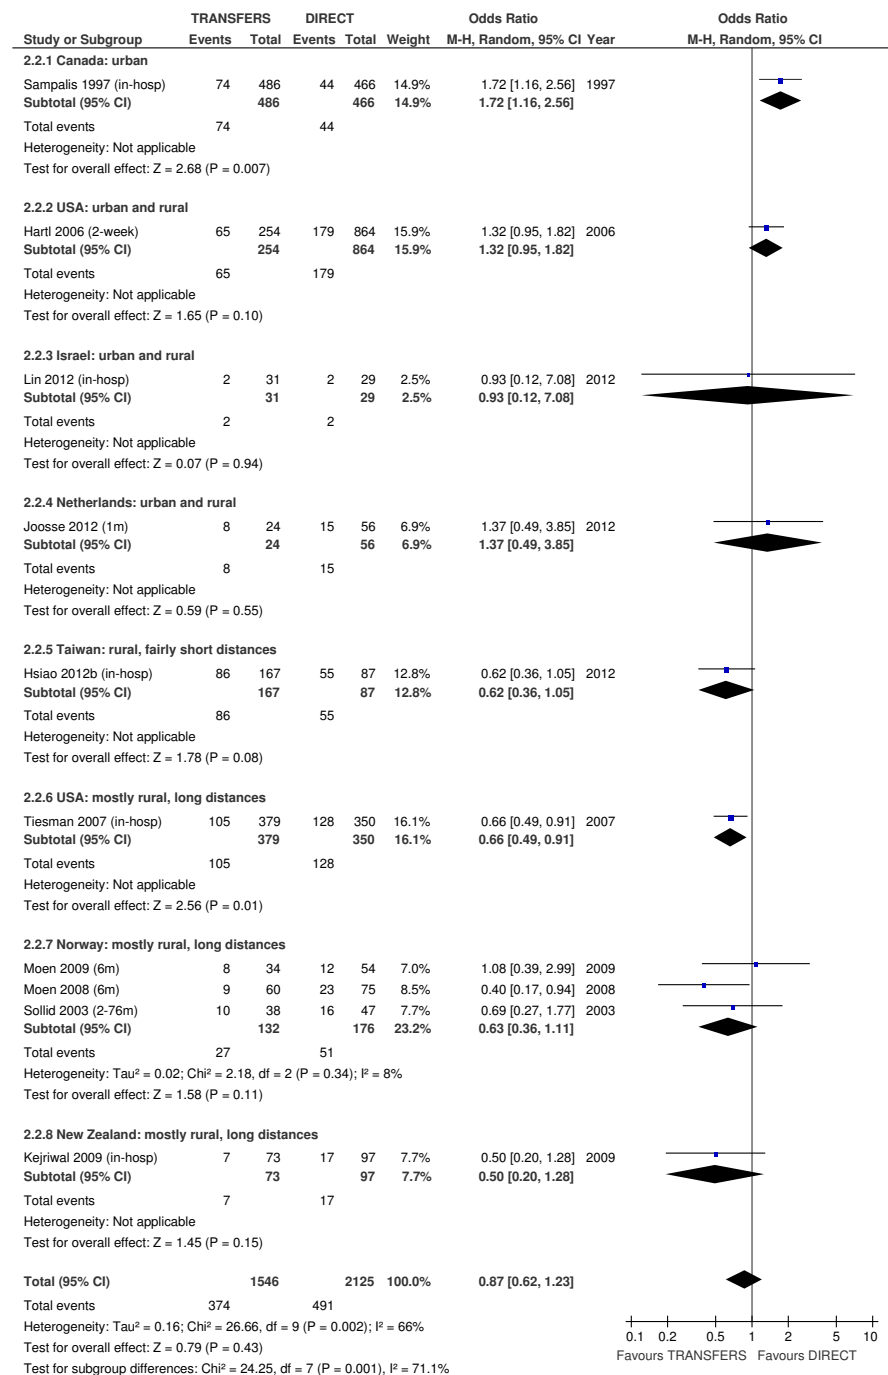 TRANSFERS DIRECT Odds Ratio Odds Ratio
Study or Subgroup Events Total Events Total Weight M-H, Random, 95% CI Year M-H, Random, 95% CI
2.2.1 Canada: urban
Sampalis 1997 (in-hosp) 74 486 44 466 14.9% 1.72 [1.16, 2.56] 1997
Subtotal (95% CI) 486 466 14.9% 1.72 [1.16, 2.56]
Total events 74 44
Heterogeneity: Not applicable
Test for overall effect: Z = 2.68 (P = 0.007)
2.2.2 USA: urban and rural
Hartl 2006 (2-week) 65 254 179 864 15.9% 1.32 [0.95, 1.82] 2006
Subtotal (95% CI) 254 864 15.9% 1.32 [0.95, 1.82]
Total events 65 179
Heterogeneity: Not applicable
Test for overall effect: Z = 1.65 (P = 0.10)
2.2.3 Israel: urban and rural
Lin 2012 (in-hosp) 2 31 2 29 2.5% 0.93 [0.12, 7.08] 2012
Subtotal (95% CI) 31 29 2.5% 0.93 [0.12, 7.08]
Total events 2 2
Heterogeneity: Not applicable
Test for overall effect: Z = 0.07 (P = 0.94)
2.2.4 Netherlands: urban and rural
Joosse 2012 (1m) 8 24 15 56 6.9% 1.37 [0.49, 3.85] 2012
Subtotal (95% CI) 24 56 6.9% 1.37 [0.49, 3.85]
Total events 8 15
Heterogeneity: Not applicable
Test for overall effect: Z = 0.59 (P = 0.55)
2.2.5 Taiwan: rural, fairly short distances
Hsiao 2012b (in-hosp) 86 167 55 87 12.8% 0.62 [0.36, 1.05] 2012
Subtotal (95% CI) 167 87 12.8% 0.62 [0.36, 1.05]
Total events 86 55
Heterogeneity: Not applicable
Test for overall effect: Z = 1.78 (P = 0.08)
2.2.6 USA: mostly rural, long distances
Tiesman 2007 (in-hosp) 105 379 128 350 16.1% 0.66 [0.49, 0.91] 2007
Subtotal (95% CI) 379 350 16.1% 0.66 [0.49, 0.91]
Total events 105 128
Heterogeneity: Not applicable
Test for overall effect: Z = 2.56 (P = 0.01)
2.2.7 Norway: mostly rural, long distances
Moen 2009 (6m) 8 34 12 54 7.0% 1.08 [0.39, 2.99] 2009
Moen 2008 (6m) 9 60 23 75 8.5% 0.40 [0.17, 0.94] 2008
Sollid 2003 (2-76m) 10 38 16 47 7.7% 0.69 [0.27, 1.77] 2003
Subtotal (95% CI) 132 176 23.2% 0.63 [0.36, 1.11]
Total events 27 51
Heterogeneity: Tau² = 0.02; Chi² = 2.18, df = 2 (P = 0.34); I² = 8%
Test for overall effect: Z = 1.58 (P = 0.11)
2.2.8 New Zealand: mostly rural, long distances
Kejriwal 2009 (in-hosp) 7 73 17 97 7.7% 0.50 [0.20, 1.28] 2009
Subtotal (95% CI) 73 97 7.7% 0.50 [0.20, 1.28]
Total events 7 17
Heterogeneity: Not applicable
Test for overall effect: Z = 1.45 (P = 0.15)
Total (95% CI) 1546 2125 100.0% 0.87 [0.62, 1.23]
Total events 374 491
Heterogeneity: Tau² = 0.16; Chi² = 26.66, df = 9 (P = 0.002); I² = 66%
Test for overall effect: Z = 0.79 (P = 0.43)
Test for subgroup differences: Chi² = 24.25, df = 7 (P = 0.001), I² = 71.1%
0.1 0.2 0.5 1 2 5 10
Favours TRANSFERS Favours DIRECT